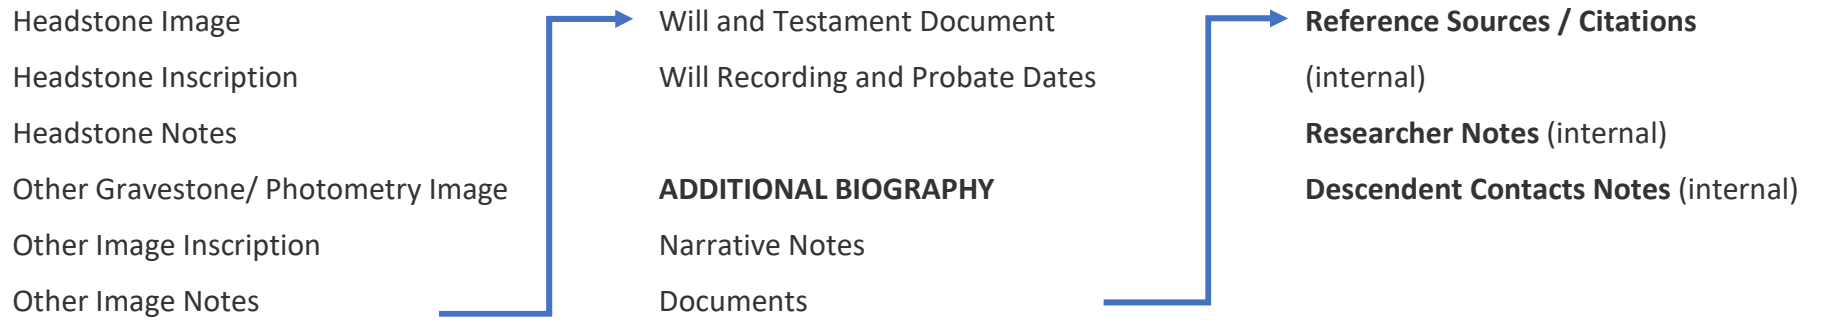 Headstone Image
Headstone Inscription
Headstone Notes
Other Gravestone/ Photometry Image
Other Image Inscription
Other Image Notes
Will and Testament Document
Will Recording and Probate Dates
ADDITIONAL BIOGRAPHY
Narrative Notes
Documents
Reference Sources / Citations
(internal)
Researcher Notes (internal)
Descendent Contacts Notes (internal)